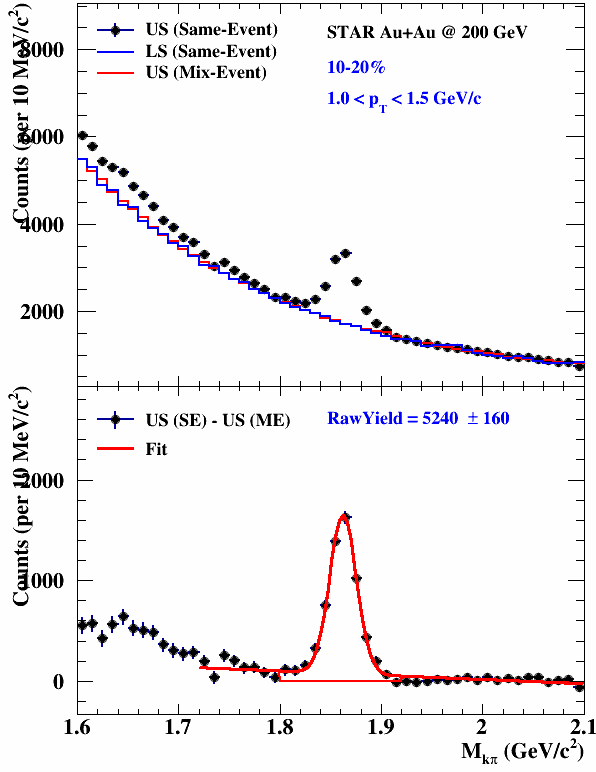 US (Same-Event)
LS (Same-Event)
US (Mix-Event)
STAR Au+Au @ 200 GeV
10-20%
1.0 < p_T < 1.5 GeV/c
Counts (per 10 MeV/c²)
8000
6000
4000
2000
US (SE) - US (ME)
Fit
RawYield = 5240 ± 160
Counts (per 10 MeV/c²)
2000
1000
0
1.6 1.7 1.8 1.9 2 2.1
M_kπ (GeV/c²)